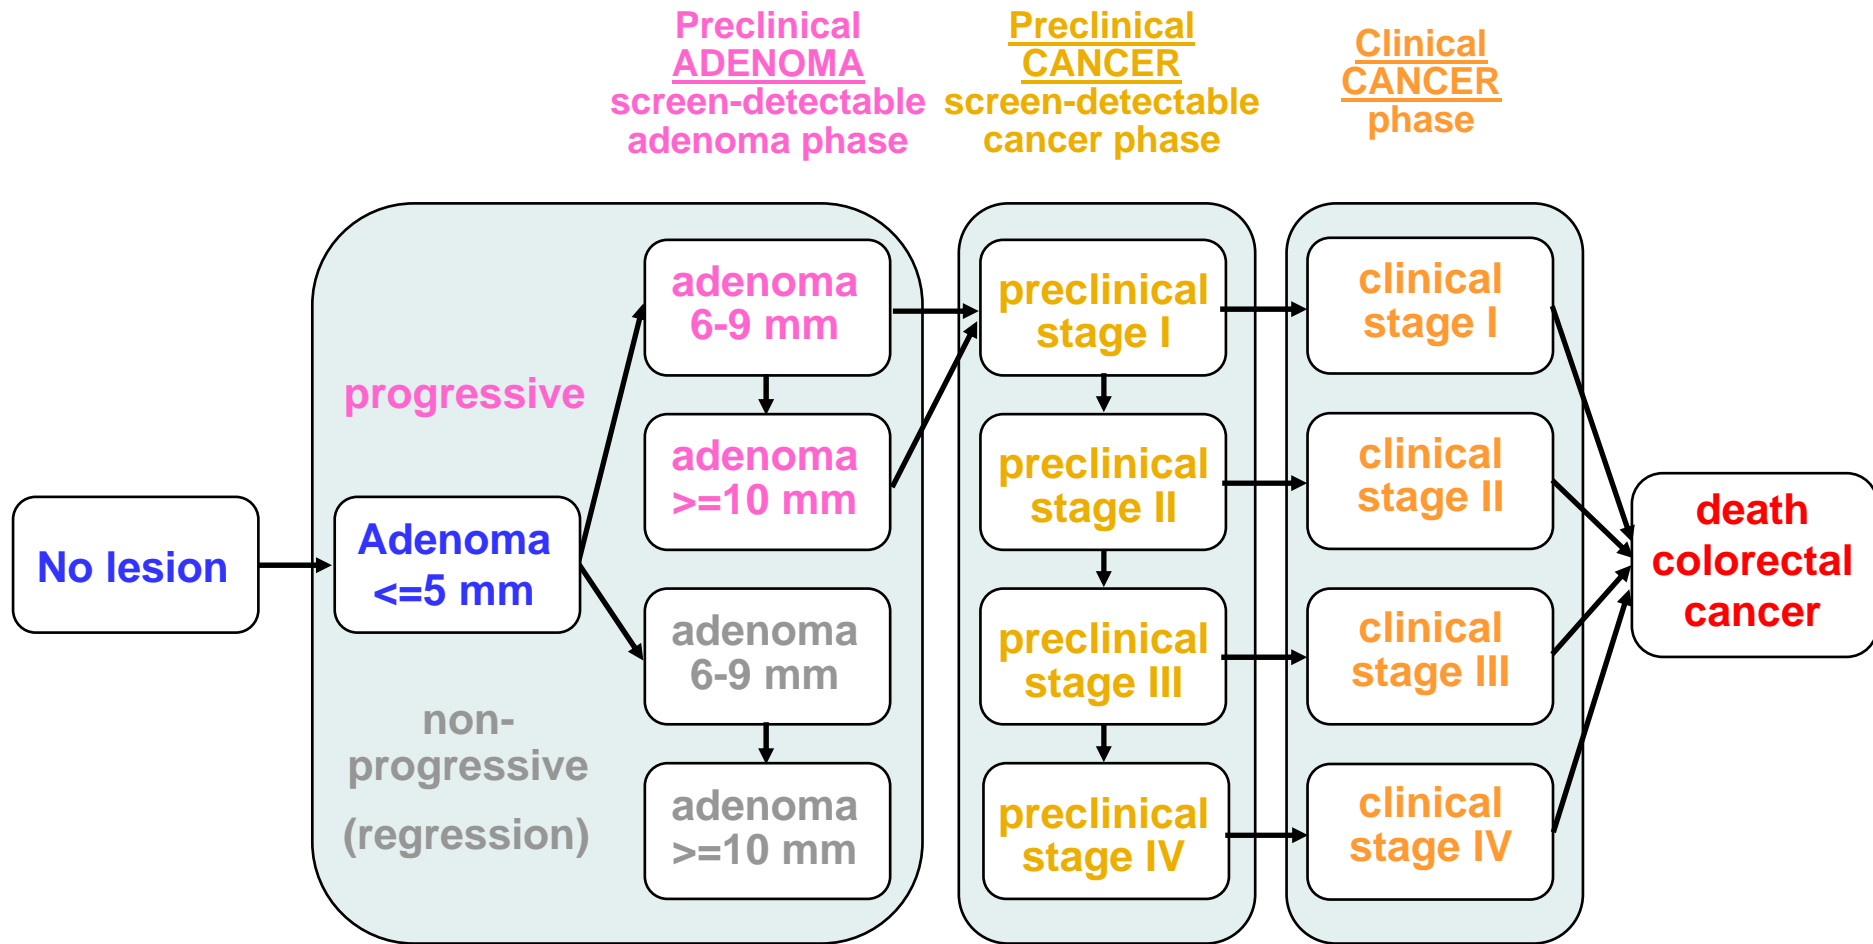 Preclinical
ADENOMA
screen-detectable
adenoma phase
Preclinical
CANCER
screen-detectable
cancer phase
Clinical
CANCER
phase
No lesion
Adenoma
<=5 mm
progressive
non-
progressive
(regression)
adenoma
6-9 mm
adenoma
>=10 mm
adenoma
6-9 mm
adenoma
>=10 mm
preclinical
stage I
preclinical
stage II
preclinical
stage III
preclinical
stage IV
clinical
stage I
clinical
stage II
clinical
stage III
clinical
stage IV
death
colorectal
cancer